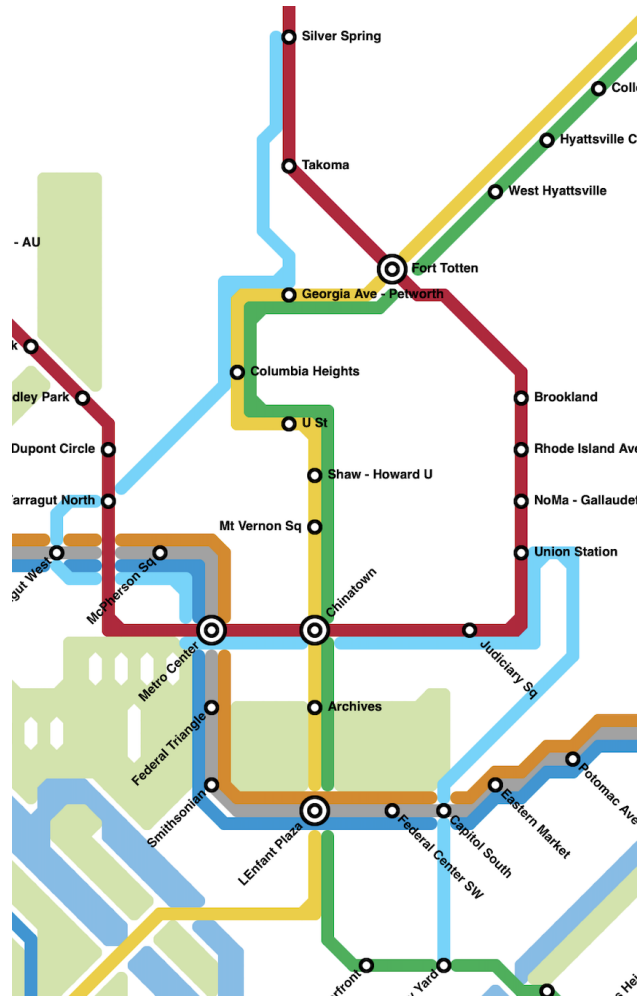 Silver Spring
Coll
Hyattsville C
Takoma
West Hyattsville
- AU
Fort Totten
Georgia Ave - Petworth
k
Columbia Heights
dley Park
Brookland
U St
Dupont Circle
Rhode Island Ave
Shaw - Howard U
arragut North
NoMa - Gallaudet
Mt Vernon Sq
gut West
McPherson Sq
Union Station
Chinatown
Metro Center
Judiciary Sq
Federal Triangle
Archives
Smithsonian
LEnfant Plaza
Federal Center SW
Capitol South
Eastern Market
Potomac Ave
rfront
y Yard
s Hei